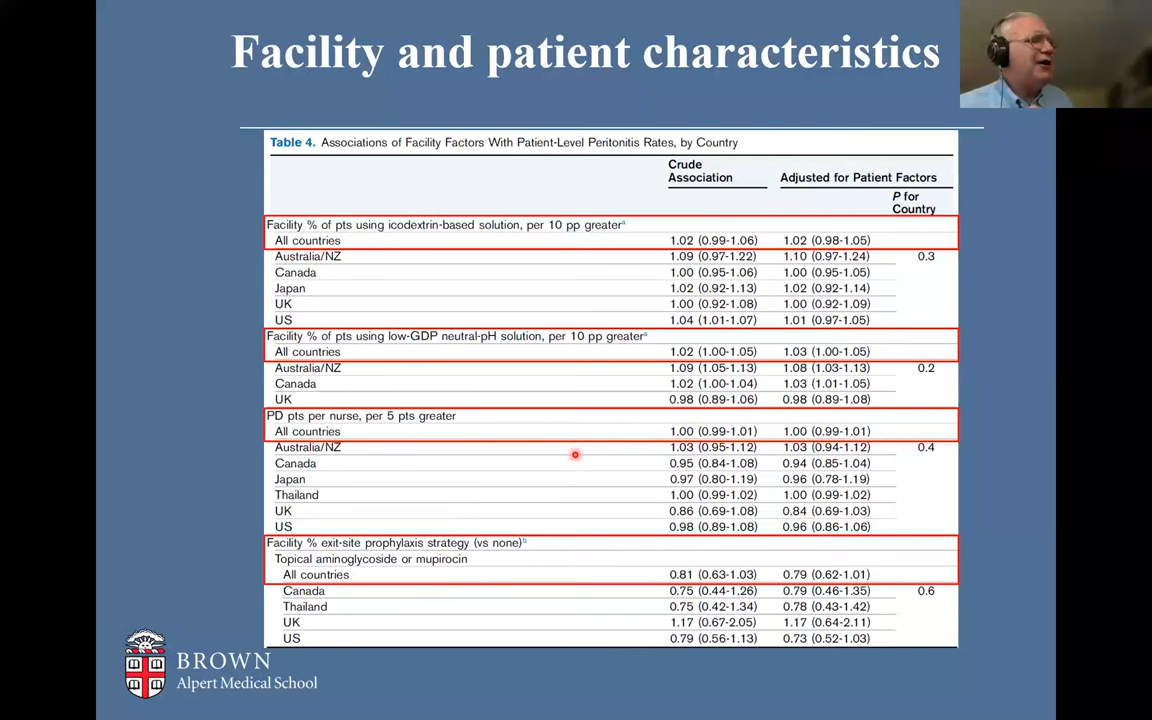 Facility and patient characteristics
Table 4. Associations of Facility Factors With Patient-Level Peritonitis Rates, by Country
Crude Association Adjusted for Patient Factors
P for Country
Facility % of pts using icodextrin-based solution, per 10 pp greaterᵃ
All countries 1.02 (0.99-1.06) 1.02 (0.98-1.05)
Australia/NZ 1.09 (0.97-1.22) 1.10 (0.97-1.24) 0.3
Canada 1.00 (0.95-1.06) 1.00 (0.95-1.05)
Japan 1.02 (0.92-1.13) 1.02 (0.92-1.14)
UK 1.00 (0.92-1.08) 1.00 (0.92-1.09)
US 1.04 (1.01-1.07) 1.01 (0.97-1.05)
Facility % of pts using low-GDP neutral-pH solution, per 10 pp greaterᵃ
All countries 1.02 (1.00-1.05) 1.03 (1.00-1.05)
Australia/NZ 1.09 (1.05-1.13) 1.08 (1.03-1.13) 0.2
Canada 1.02 (1.00-1.04) 1.03 (1.01-1.05)
UK 0.98 (0.89-1.06) 0.98 (0.89-1.08)
PD pts per nurse, per 5 pts greater
All countries 1.00 (0.99-1.01) 1.00 (0.99-1.01)
Australia/NZ 1.03 (0.95-1.12) 1.03 (0.94-1.12) 0.4
Canada 0.95 (0.84-1.08) 0.94 (0.85-1.04)
Japan 0.97 (0.80-1.19) 0.96 (0.78-1.19)
Thailand 1.00 (0.99-1.02) 1.00 (0.99-1.02)
UK 0.86 (0.69-1.08) 0.84 (0.69-1.03)
US 0.98 (0.89-1.08) 0.96 (0.86-1.06)
Facility % exit-site prophylaxis strategy (vs none)ᵇ
Topical aminoglycoside or mupirocin
All countries 0.81 (0.63-1.03) 0.79 (0.62-1.01)
Canada 0.75 (0.44-1.26) 0.79 (0.46-1.35) 0.6
Thailand 0.75 (0.42-1.34) 0.78 (0.43-1.42)
UK 1.17 (0.67-2.05) 1.17 (0.64-2.11)
US 0.79 (0.56-1.13) 0.73 (0.52-1.03)
BROWN
Alpert Medical School